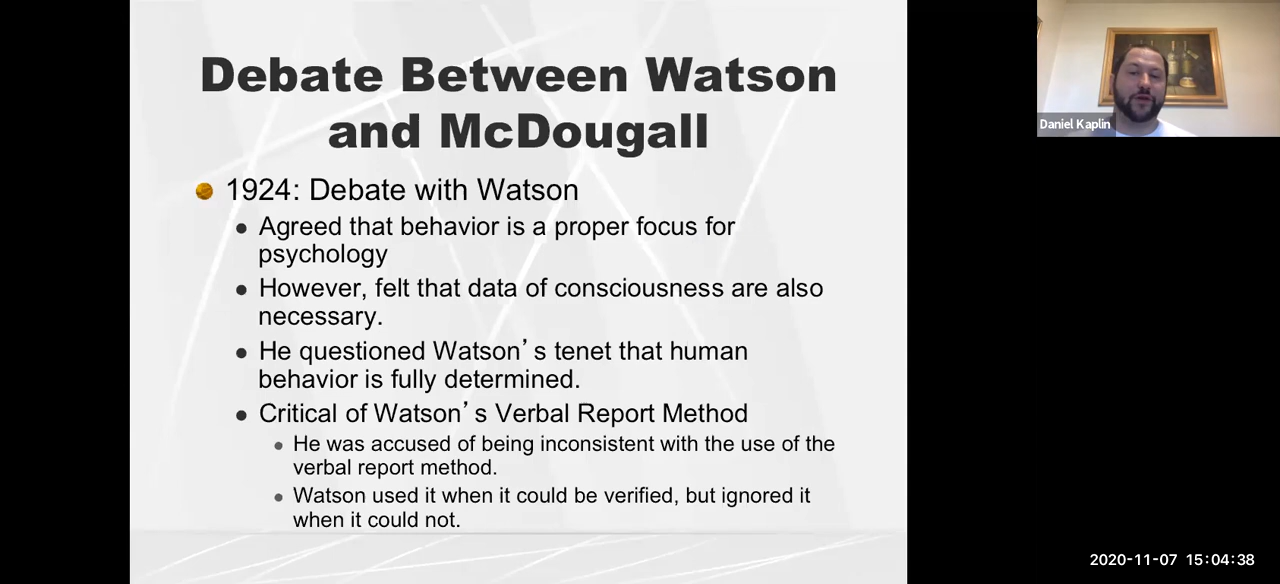 Debate Between Watson
and McDougall
1924: Debate with Watson
Agreed that behavior is a proper focus for
psychology
However, felt that data of consciousness are also
necessary.
He questioned Watson’s tenet that human
behavior is fully determined.
Critical of Watson’s Verbal Report Method
He was accused of being inconsistent with the use of the
verbal report method.
Watson used it when it could be verified, but ignored it
when it could not.
Daniel Kaplin
2020-11-07 15:04:38